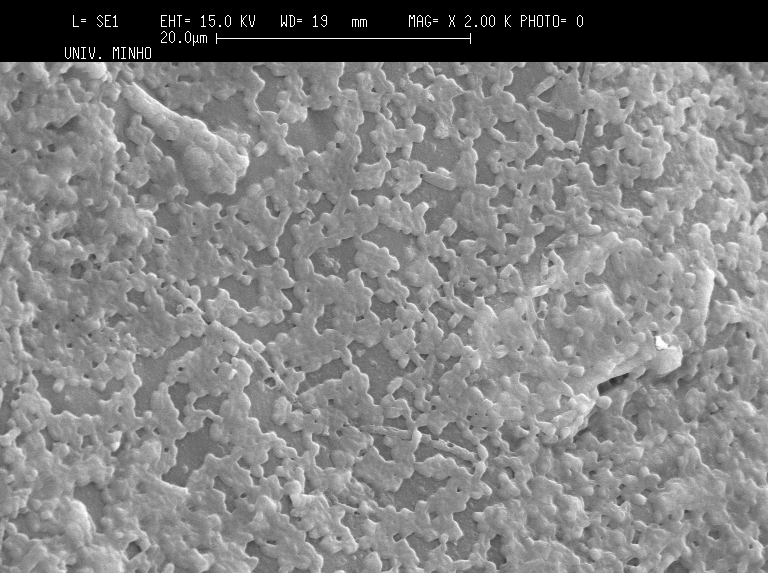 L= SE1 EHT= 15.0 KV WD= 19 mm MAG= X 2.00 K PHOTO= 0
20.0µm
UNIV. MINHO